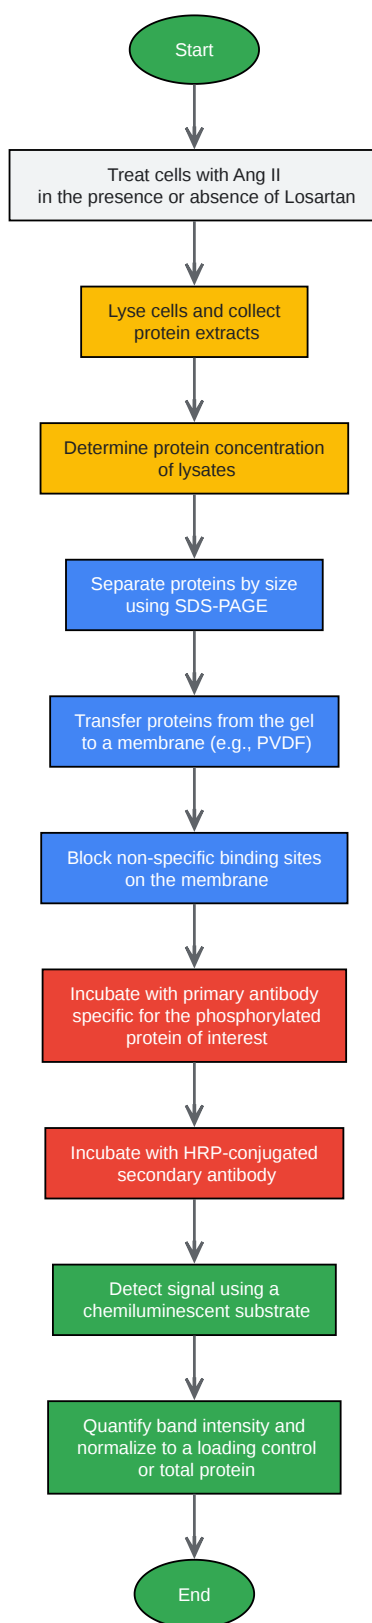 Start
Treat cells with Ang II
in the presence or absence of Losartan
Lyse cells and collect
protein extracts
Determine protein concentration
of lysates
Separate proteins by size
using SDS-PAGE
Transfer proteins from the gel
to a membrane (e.g., PVDF)
Block non-specific binding sites
on the membrane
Incubate with primary antibody
specific for the phosphorylated
protein of interest
Incubate with HRP-conjugated
secondary antibody
Detect signal using a
chemiluminescent substrate
Quantify band intensity and
normalize to a loading control
or total protein
End